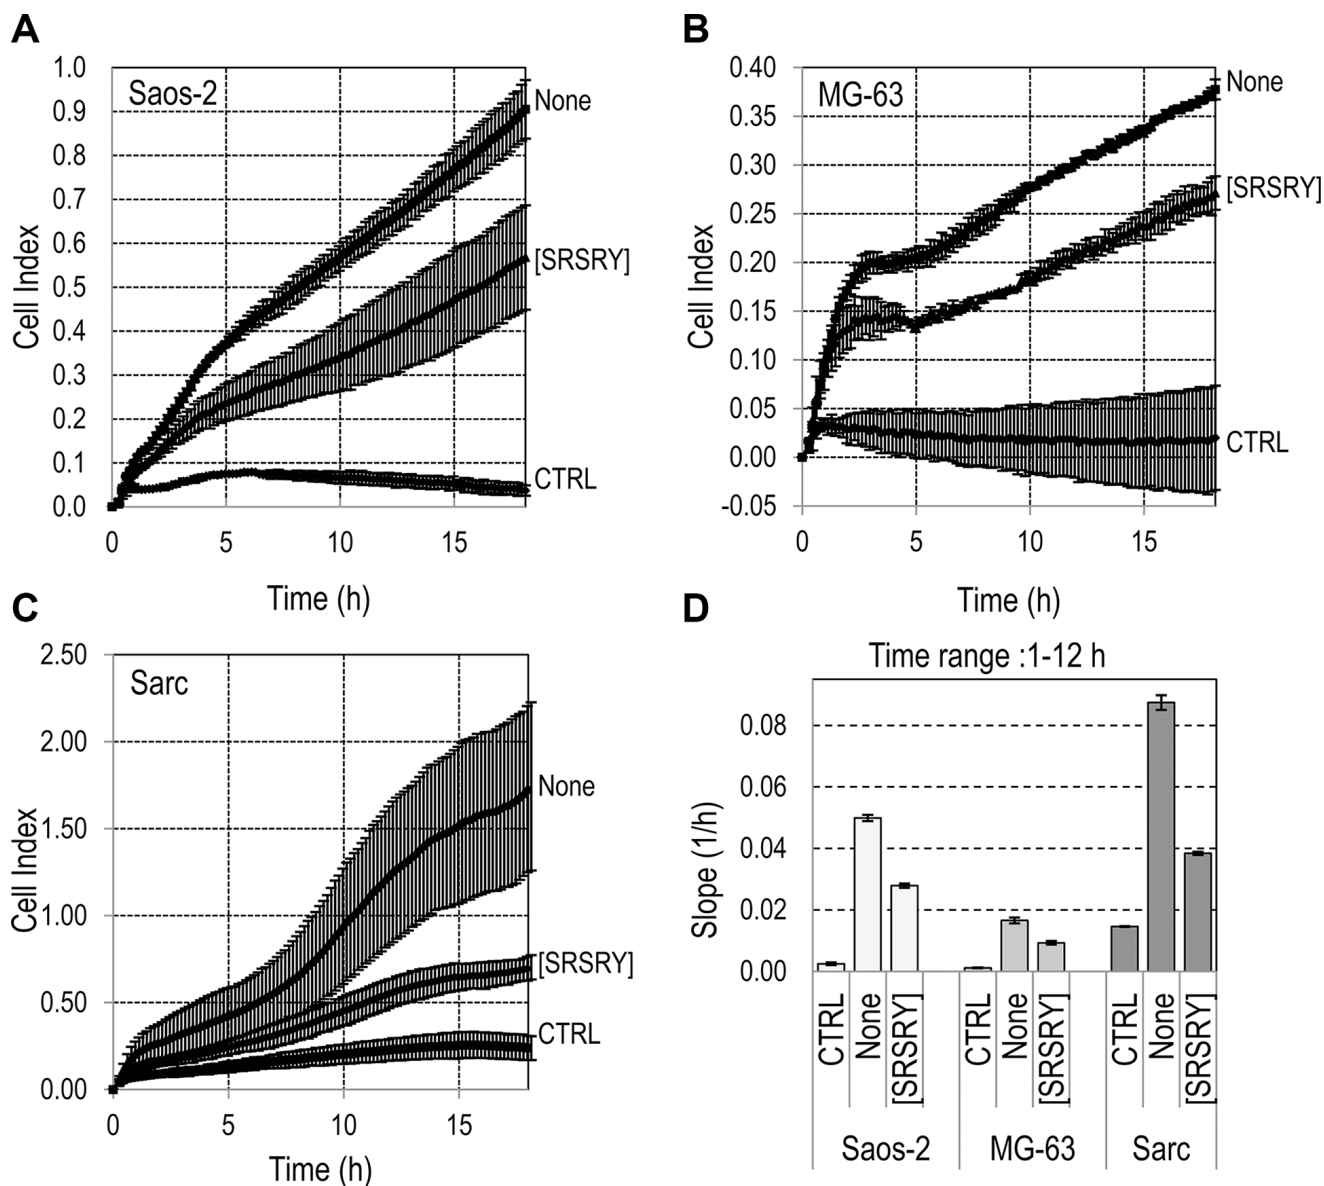 A
Saos-2
1.0
0.9
0.8
0.7
0.6
0.5
0.4
0.3
0.2
0.1
0.0
Cell Index
0 5 10 15
Time (h)
None
[SRSRY]
CTRL
B
MG-63
0.40
0.35
0.30
0.25
0.20
0.15
0.10
0.05
0.00
-0.05
Cell Index
0 5 10 15
Time (h)
None
[SRSRY]
CTRL
C
Sarc
2.50
2.00
1.50
1.00
0.50
0.00
Cell Index
0 5 10 15
Time (h)
None
[SRSRY]
CTRL
D
Time range :1-12 h
0.08
0.06
0.04
0.02
0.00
Slope (1/h)
CTRL None [SRSRY] CTRL None [SRSRY] CTRL None [SRSRY]
Saos-2 MG-63 Sarc